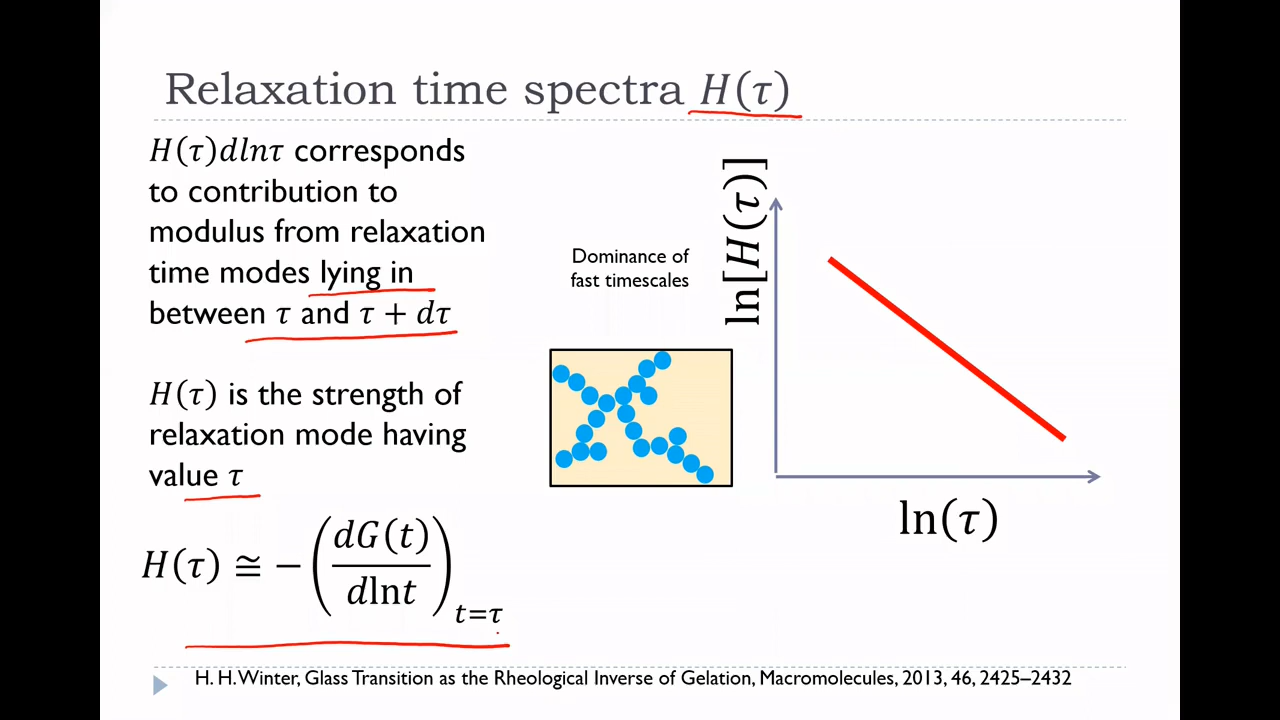 Relaxation time spectra H(τ)
H(τ)dlnτ corresponds
to contribution to
modulus from relaxation
time modes lying in
between τ and τ + dτ
H(τ) is the strength of
relaxation mode having
value τ
H(τ) ≅ −(dG(t)/dlnt)t=τ
Dominance of
fast timescales
ln[H(τ)]
ln(τ)
H. H. Winter, Glass Transition as the Rheological Inverse of Gelation, Macromolecules, 2013, 46, 2425–2432